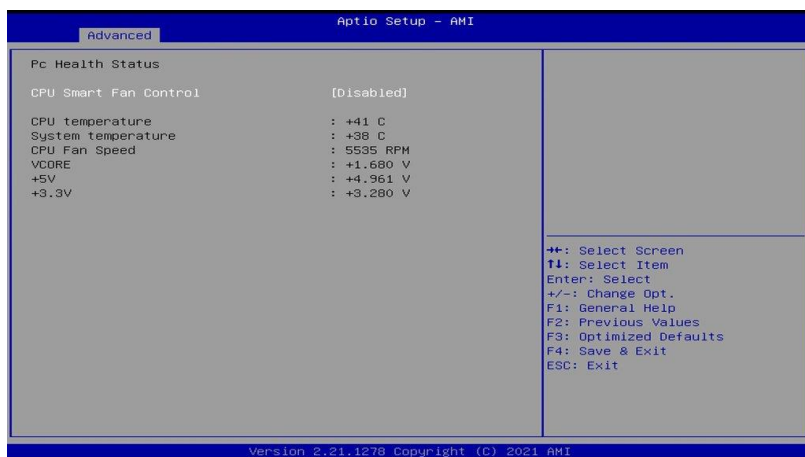 Aptio Setup - AMI
Advanced
Pc Health Status
CPU Smart Fan Control [Disabled]
CPU temperature : +41 C
System temperature : +38 C
CPU Fan Speed : 5535 RPM
VCORE : +1.680 V
+5V : +4.961 V
+3.3V : +3.280 V
→←: Select Screen
↑↓: Select Item
Enter: Select
+/-: Change Opt.
F1: General Help
F2: Previous Values
F3: Optimized Defaults
F4: Save & Exit
ESC: Exit
Version 2.21.1278 Copyright (C) 2021 AMI